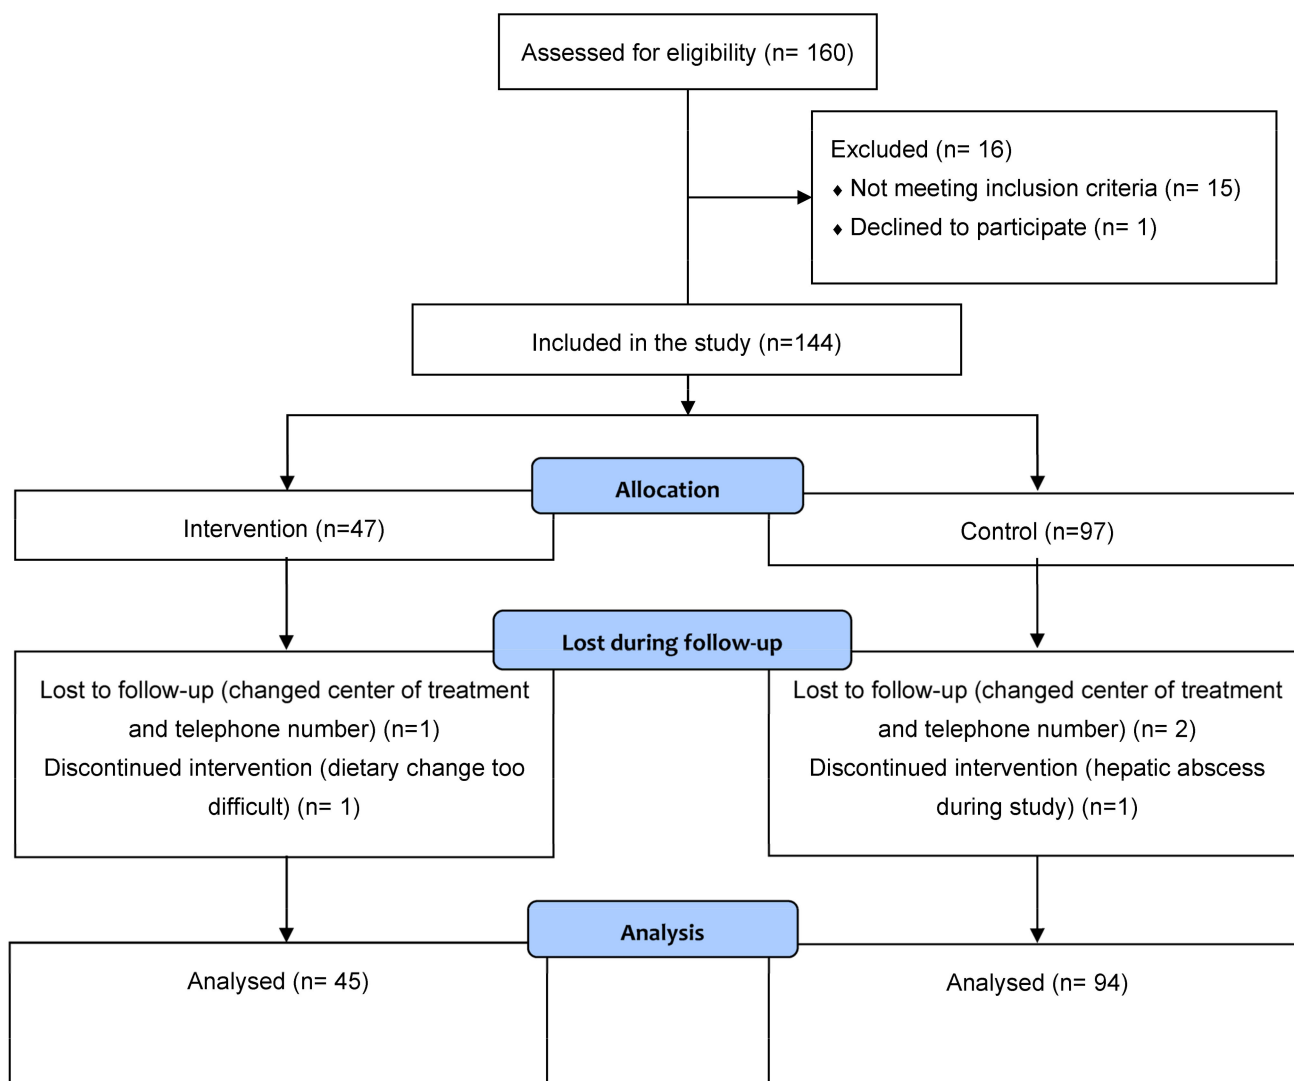 Assessed for eligibility (n= 160)
Excluded (n= 16)
♦ Not meeting inclusion criteria (n= 15)
♦ Declined to participate (n= 1)
Included in the study (n=144)
Allocation
Intervention (n=47)
Control (n=97)
Lost during follow-up
Lost to follow-up (changed center of treatment
and telephone number) (n=1)
Discontinued intervention (dietary change too
difficult) (n= 1)
Lost to follow-up (changed center of treatment
and telephone number) (n= 2)
Discontinued intervention (hepatic abscess
during study) (n=1)
Analysis
Analysed (n= 45)
Analysed (n= 94)